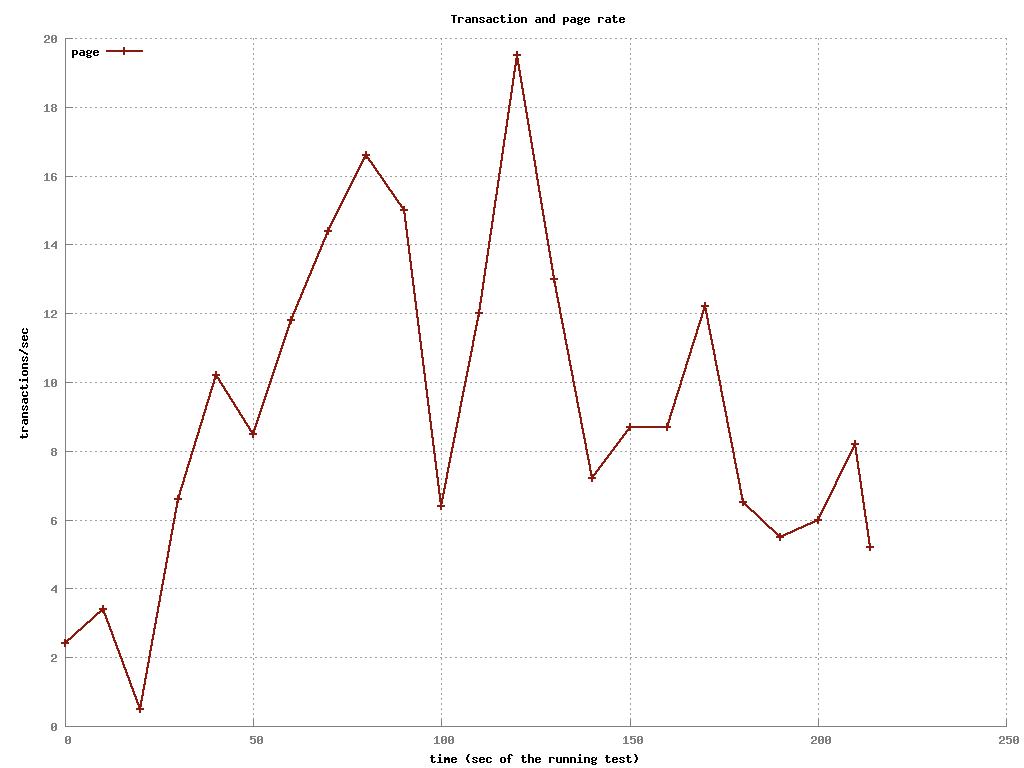 Transaction and page rate
page
20
18
16
14
12
10
8
6
4
2
0
transactions/sec
0 50 100 150 200 250
time (sec of the running test)